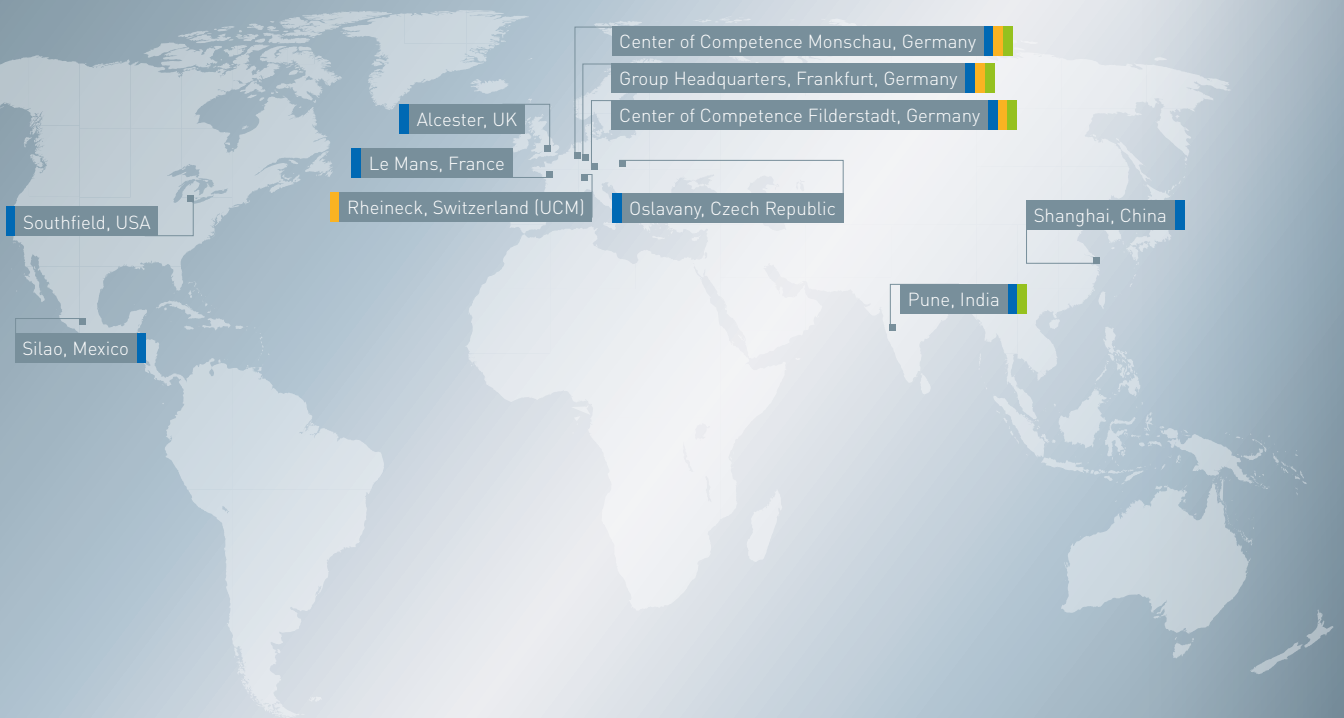 Center of Competence Monschau, Germany
Group Headquarters, Frankfurt, Germany
Center of Competence Filderstadt, Germany
Alcester, UK
Le Mans, France
Rheineck, Switzerland (UCM)
Oslavany, Czech Republic
Southfield, USA
Shanghai, China
Pune, India
Silao, Mexico